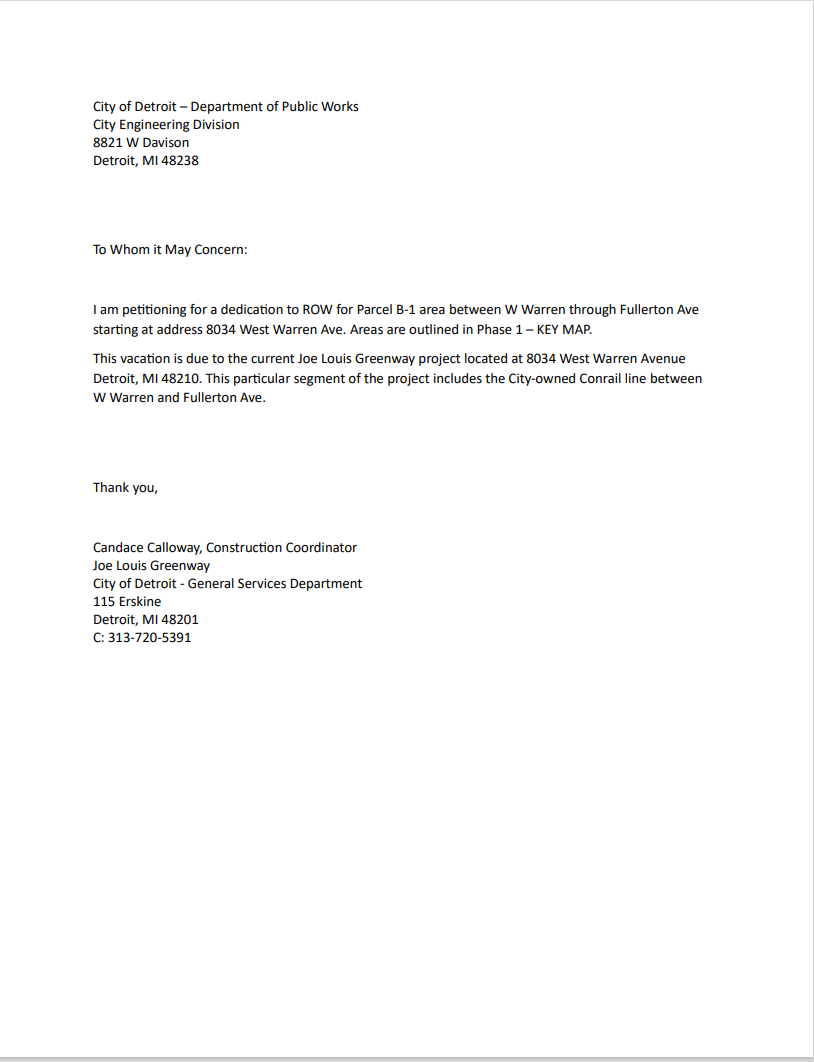 City of Detroit – Department of Public Works
City Engineering Division
8821 W Davison
Detroit, MI 48238
To Whom it May Concern:
I am petitioning for a dedication to ROW for Parcel B-1 area between W Warren through Fullerton Ave
starting at address 8034 West Warren Ave. Areas are outlined in Phase 1 – KEY MAP.
This vacation is due to the current Joe Louis Greenway project located at 8034 West Warren Avenue
Detroit, MI 48210. This particular segment of the project includes the City-owned Conrail line between
W Warren and Fullerton Ave.
Thank you,
Candace Calloway, Construction Coordinator
Joe Louis Greenway
City of Detroit - General Services Department
115 Erskine
Detroit, MI 48201
C: 313-720-5391